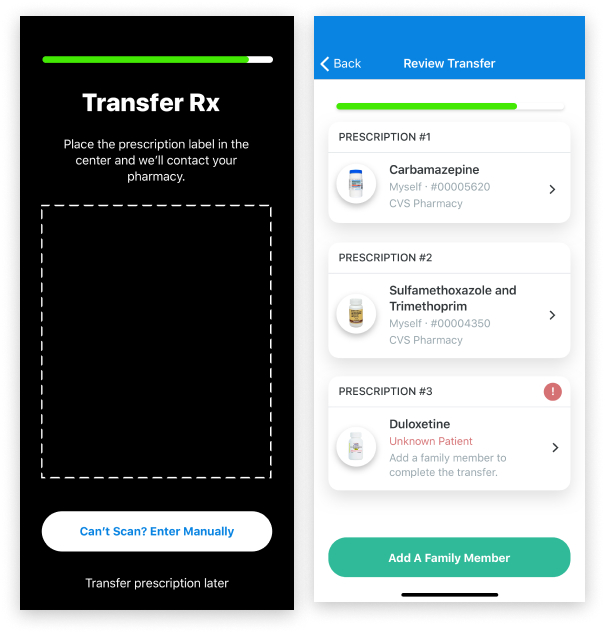 Transfer Rx
Place the prescription label in the
center and we'll contact your
pharmacy.
Can't Scan? Enter Manually
Transfer prescription later
Back
Review Transfer
PRESCRIPTION #1
Carbamazepine
Myself · #00005620
CVS Pharmacy
PRESCRIPTION #2
Sulfamethoxazole and
Trimethoprim
Myself · #00004350
CVS Pharmacy
PRESCRIPTION #3
!
Duloxetine
Unknown Patient
Add a family member to
complete the transfer.
Add A Family Member